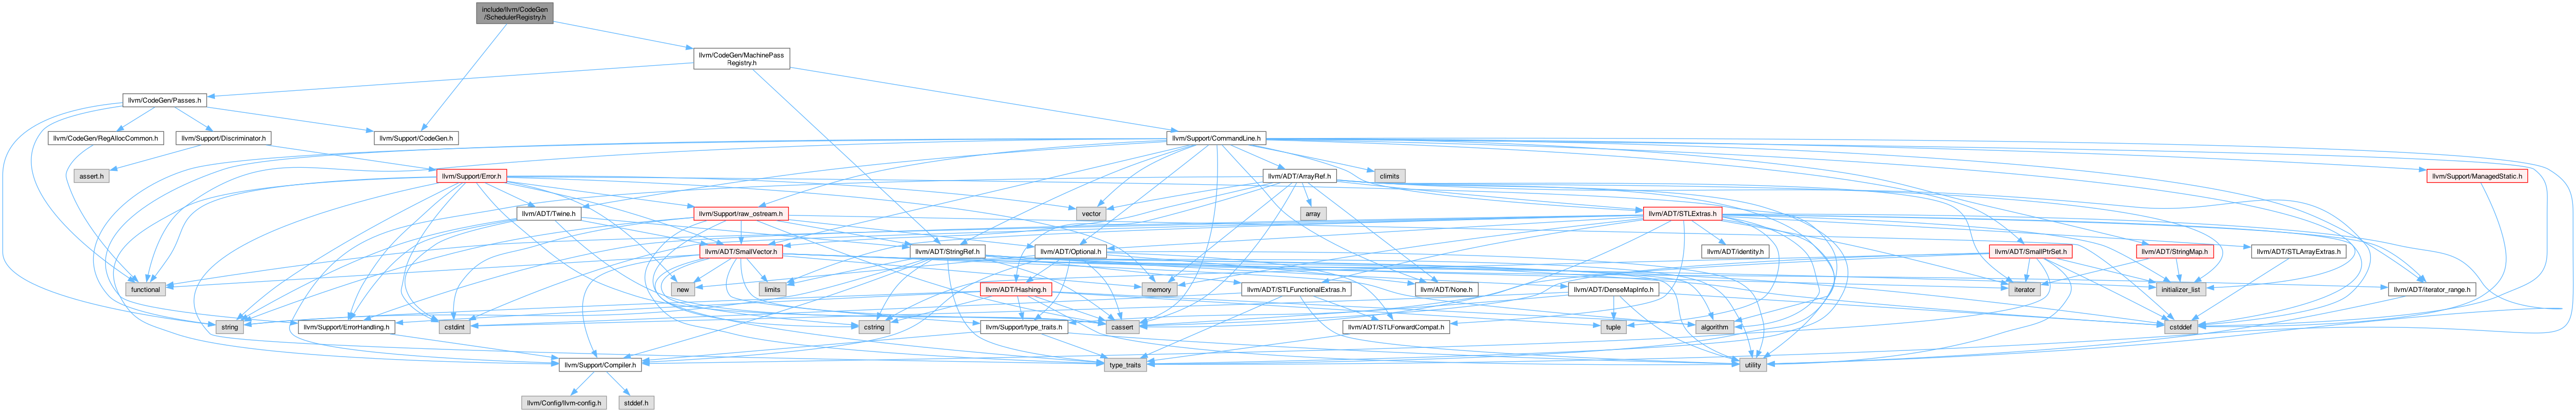 include/llvm/CodeGen
/SchedulerRegistry.h
llvm/CodeGen/MachinePass
Registry.h
llvm/CodeGen/Passes.h
llvm/CodeGen/RegAllocCommon.h
llvm/Support/Discriminator.h
llvm/Support/CodeGen.h
llvm/Support/CommandLine.h
assert.h
llvm/Support/Error.h
llvm/ADT/ArrayRef.h
climits
llvm/Support/ManagedStatic.h
llvm/ADT/Twine.h
llvm/Support/raw_ostream.h
vector
array
llvm/ADT/STLExtras.h
llvm/ADT/SmallVector.h
llvm/ADT/StringRef.h
llvm/ADT/Optional.h
llvm/ADT/identity.h
llvm/ADT/SmallPtrSet.h
llvm/ADT/StringMap.h
llvm/ADT/STLArrayExtras.h
functional
new
limits
llvm/ADT/Hashing.h
memory
llvm/ADT/STLFunctionalExtras.h
llvm/ADT/None.h
llvm/ADT/DenseMapInfo.h
iterator
initializer_list
llvm/ADT/iterator_range.h
string
llvm/Support/ErrorHandling.h
cstdint
cstring
llvm/Support/type_traits.h
cassert
llvm/ADT/STLForwardCompat.h
tuple
algorithm
cstddef
llvm/Support/Compiler.h
type_traits
utility
llvm/Config/llvm-config.h
stddef.h